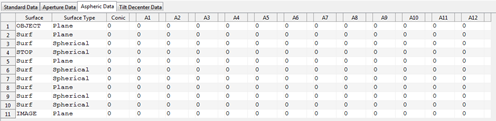 Standard Data Aperture Data Aspheric Data Tilt Decenter Data
Surface Surface Type Conic A1 A2 A3 A4 A5 A6 A7 A8 A9 A10 A11 A12
1 OBJECT Plane 0 0 0 0 0 0 0 0 0 0 0 0 0
2 Surf Plane 0 0 0 0 0 0 0 0 0 0 0 0 0
3 Surf Spherical 0 0 0 0 0 0 0 0 0 0 0 0 0
4 STOP Spherical 0 0 0 0 0 0 0 0 0 0 0 0 0
5 Surf Plane 0 0 0 0 0 0 0 0 0 0 0 0 0
6 Surf Spherical 0 0 0 0 0 0 0 0 0 0 0 0 0
7 Surf Spherical 0 0 0 0 0 0 0 0 0 0 0 0 0
8 Surf Plane 0 0 0 0 0 0 0 0 0 0 0 0 0
9 Surf Spherical 0 0 0 0 0 0 0 0 0 0 0 0 0
10 Surf Spherical 0 0 0 0 0 0 0 0 0 0 0 0 0
11 IMAGE Plane 0 0 0 0 0 0 0 0 0 0 0 0 0